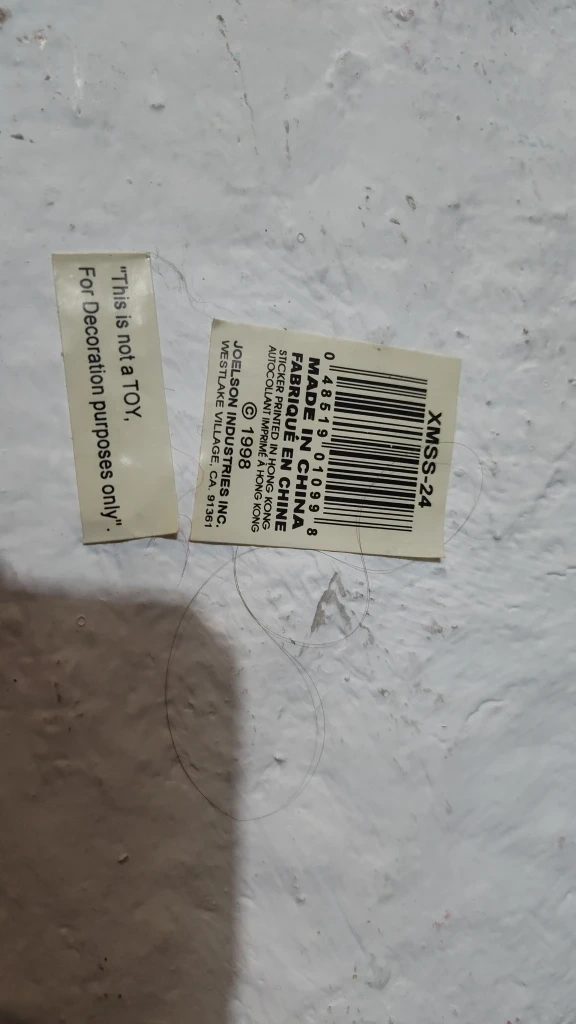 XMSS-24
0 48519 01099 8
MADE IN CHINA
FABRIQUÉ EN CHINE
STICKER PRINTED IN HONG KONG
AUTOCOLLANT IMPRIMÉ À HONG KONG
© 1998
JOELSON INDUSTRIES INC.
WESTLAKE VILLAGE, CA. 91361
"This is not a TOY.
For Decoration purposes only".